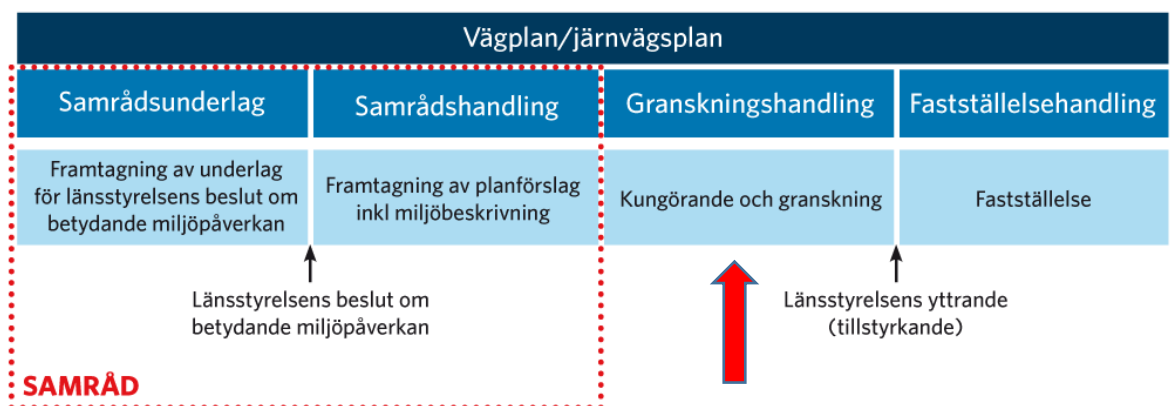 Vägplan/järnvägsplan
Samrådsunderlag
Samrådshandling
Granskningshandling
Fastställelsehandling
Framtagning av underlag
för länsstyrelsens beslut om
betydande miljöpåverkan
Framtagning av planförslag
inkl miljöbeskrivning
Kungörande och granskning
Fastställelse
Länsstyrelsens beslut om
betydande miljöpåverkan
Länsstyrelsens yttrande
(tillstyrkande)
SAMRÅD